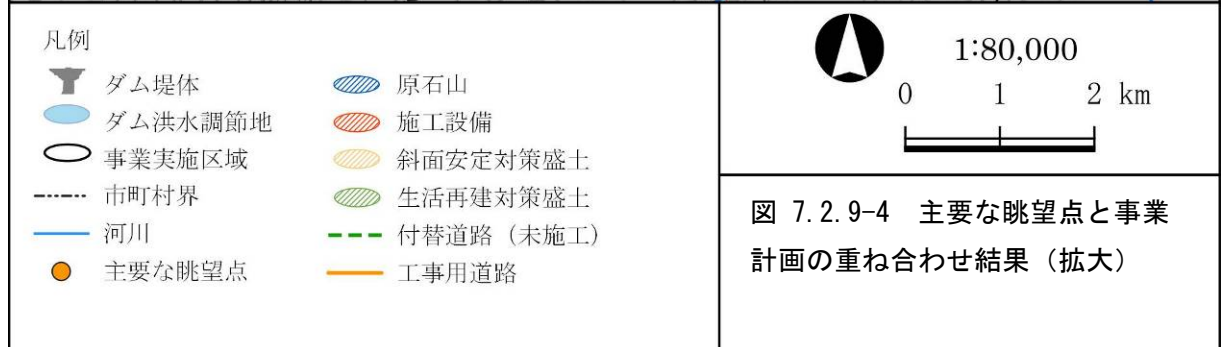 凡例
ダム堤体
ダム洪水調節地
事業実施区域
市町村界
河川
主要な眺望点
原石山
施工設備
斜面安定対策盛土
生活再建対策盛土
付替道路（未施工）
工事用道路
1:80,000
0 1 2 km
図 7.2.9-4 主要な眺望点と事業
計画の重ね合わせ結果（拡大）